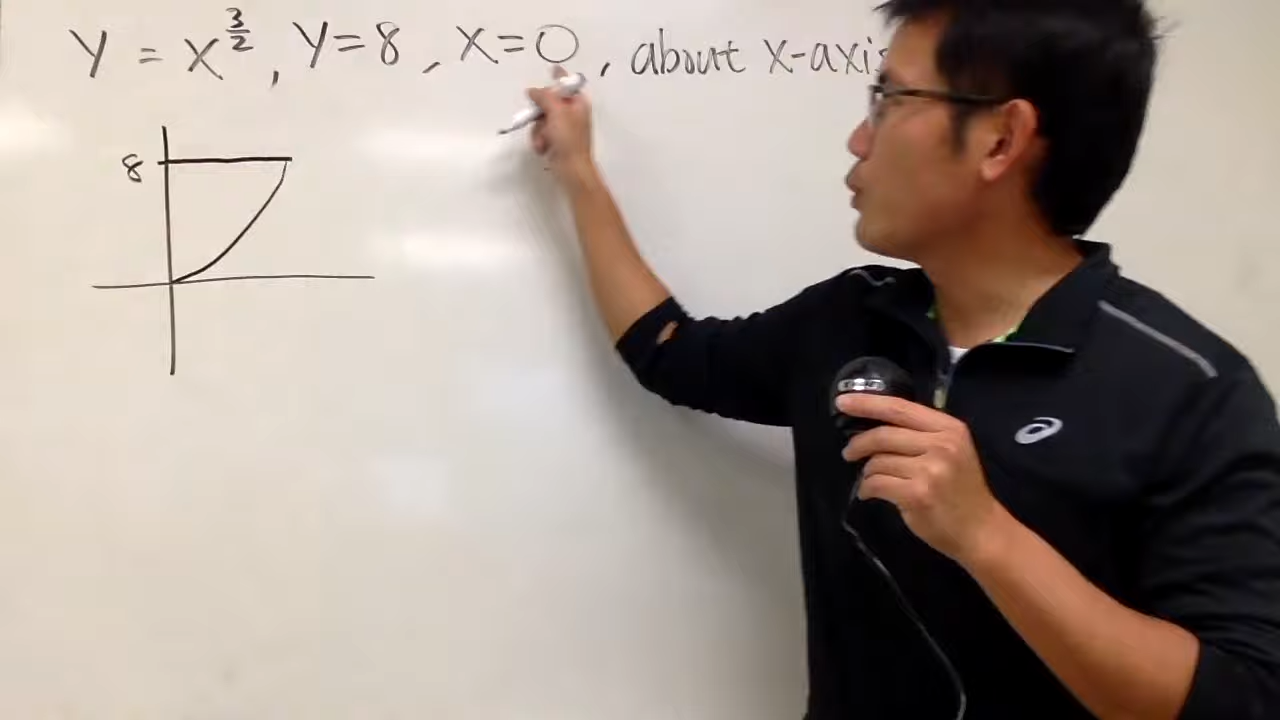 y = x^{3/2}, y=8, x=0, about x-axis
8